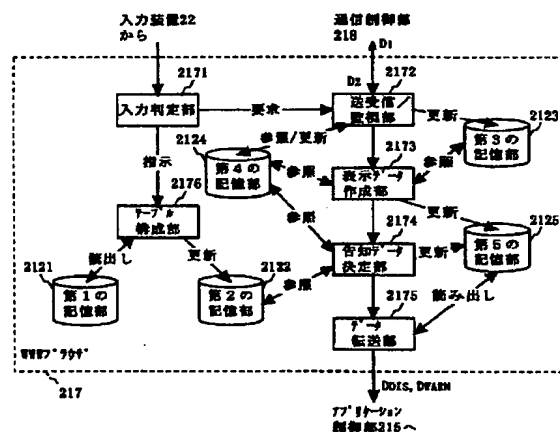 入力装置22
から
通信制御部
218
D1
D2
2171
入力判定部
要求
2172
送受信/
監視部
更新
2123
第3の
記憶部
参照/更新
2124
第4の
記憶部
参照
2173
表示データ
作成部
参照
指示
2176
テーブル
構成部
参照
更新
2174
告知データ
決定部
更新
2125
第5の
記憶部
読出し
更新
2121
第1の
記憶部
2122
第2の
記憶部
参照
2175
データ
転送部
読み出し
WWWブラウザ
217
DDIS, DWARN
アプリケーション
制御部215へ